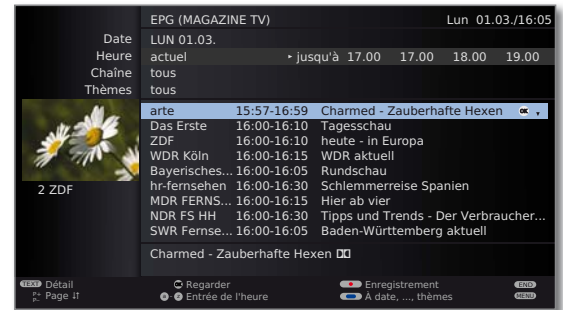 EPG (MAGAZINE TV) Lun 01.03./16:05
Date LUN 01.03.
Heure actuel ▸ jusqu'à 17.00 17.00 18.00 19.00
Chaîne tous
Thèmes tous
arte 15:57-16:59 Charmed - Zauberhafte Hexen OK
Das Erste 16:00-16:10 Tagesschau
ZDF 16:00-16:10 heute - in Europa
WDR Köln 16:00-16:15 WDR aktuell
Bayerisches... 16:00-16:05 Rundschau
hr-fernsehen 16:00-16:30 Schlemmerreise Spanien
MDR FERNS... 16:00-16:15 Hier ab vier
NDR FS HH 16:00-16:30 Tipps und Trends - Der Verbraucher...
SWR Fernse... 16:00-16:05 Baden-Württemberg aktuell
2 ZDF
Charmed - Zauberhafte Hexen
TEXT Détail OK Regarder Enregistrement END
P+ P- Page 0 - 9 Entrée de l'heure À date, ..., thèmes MENU